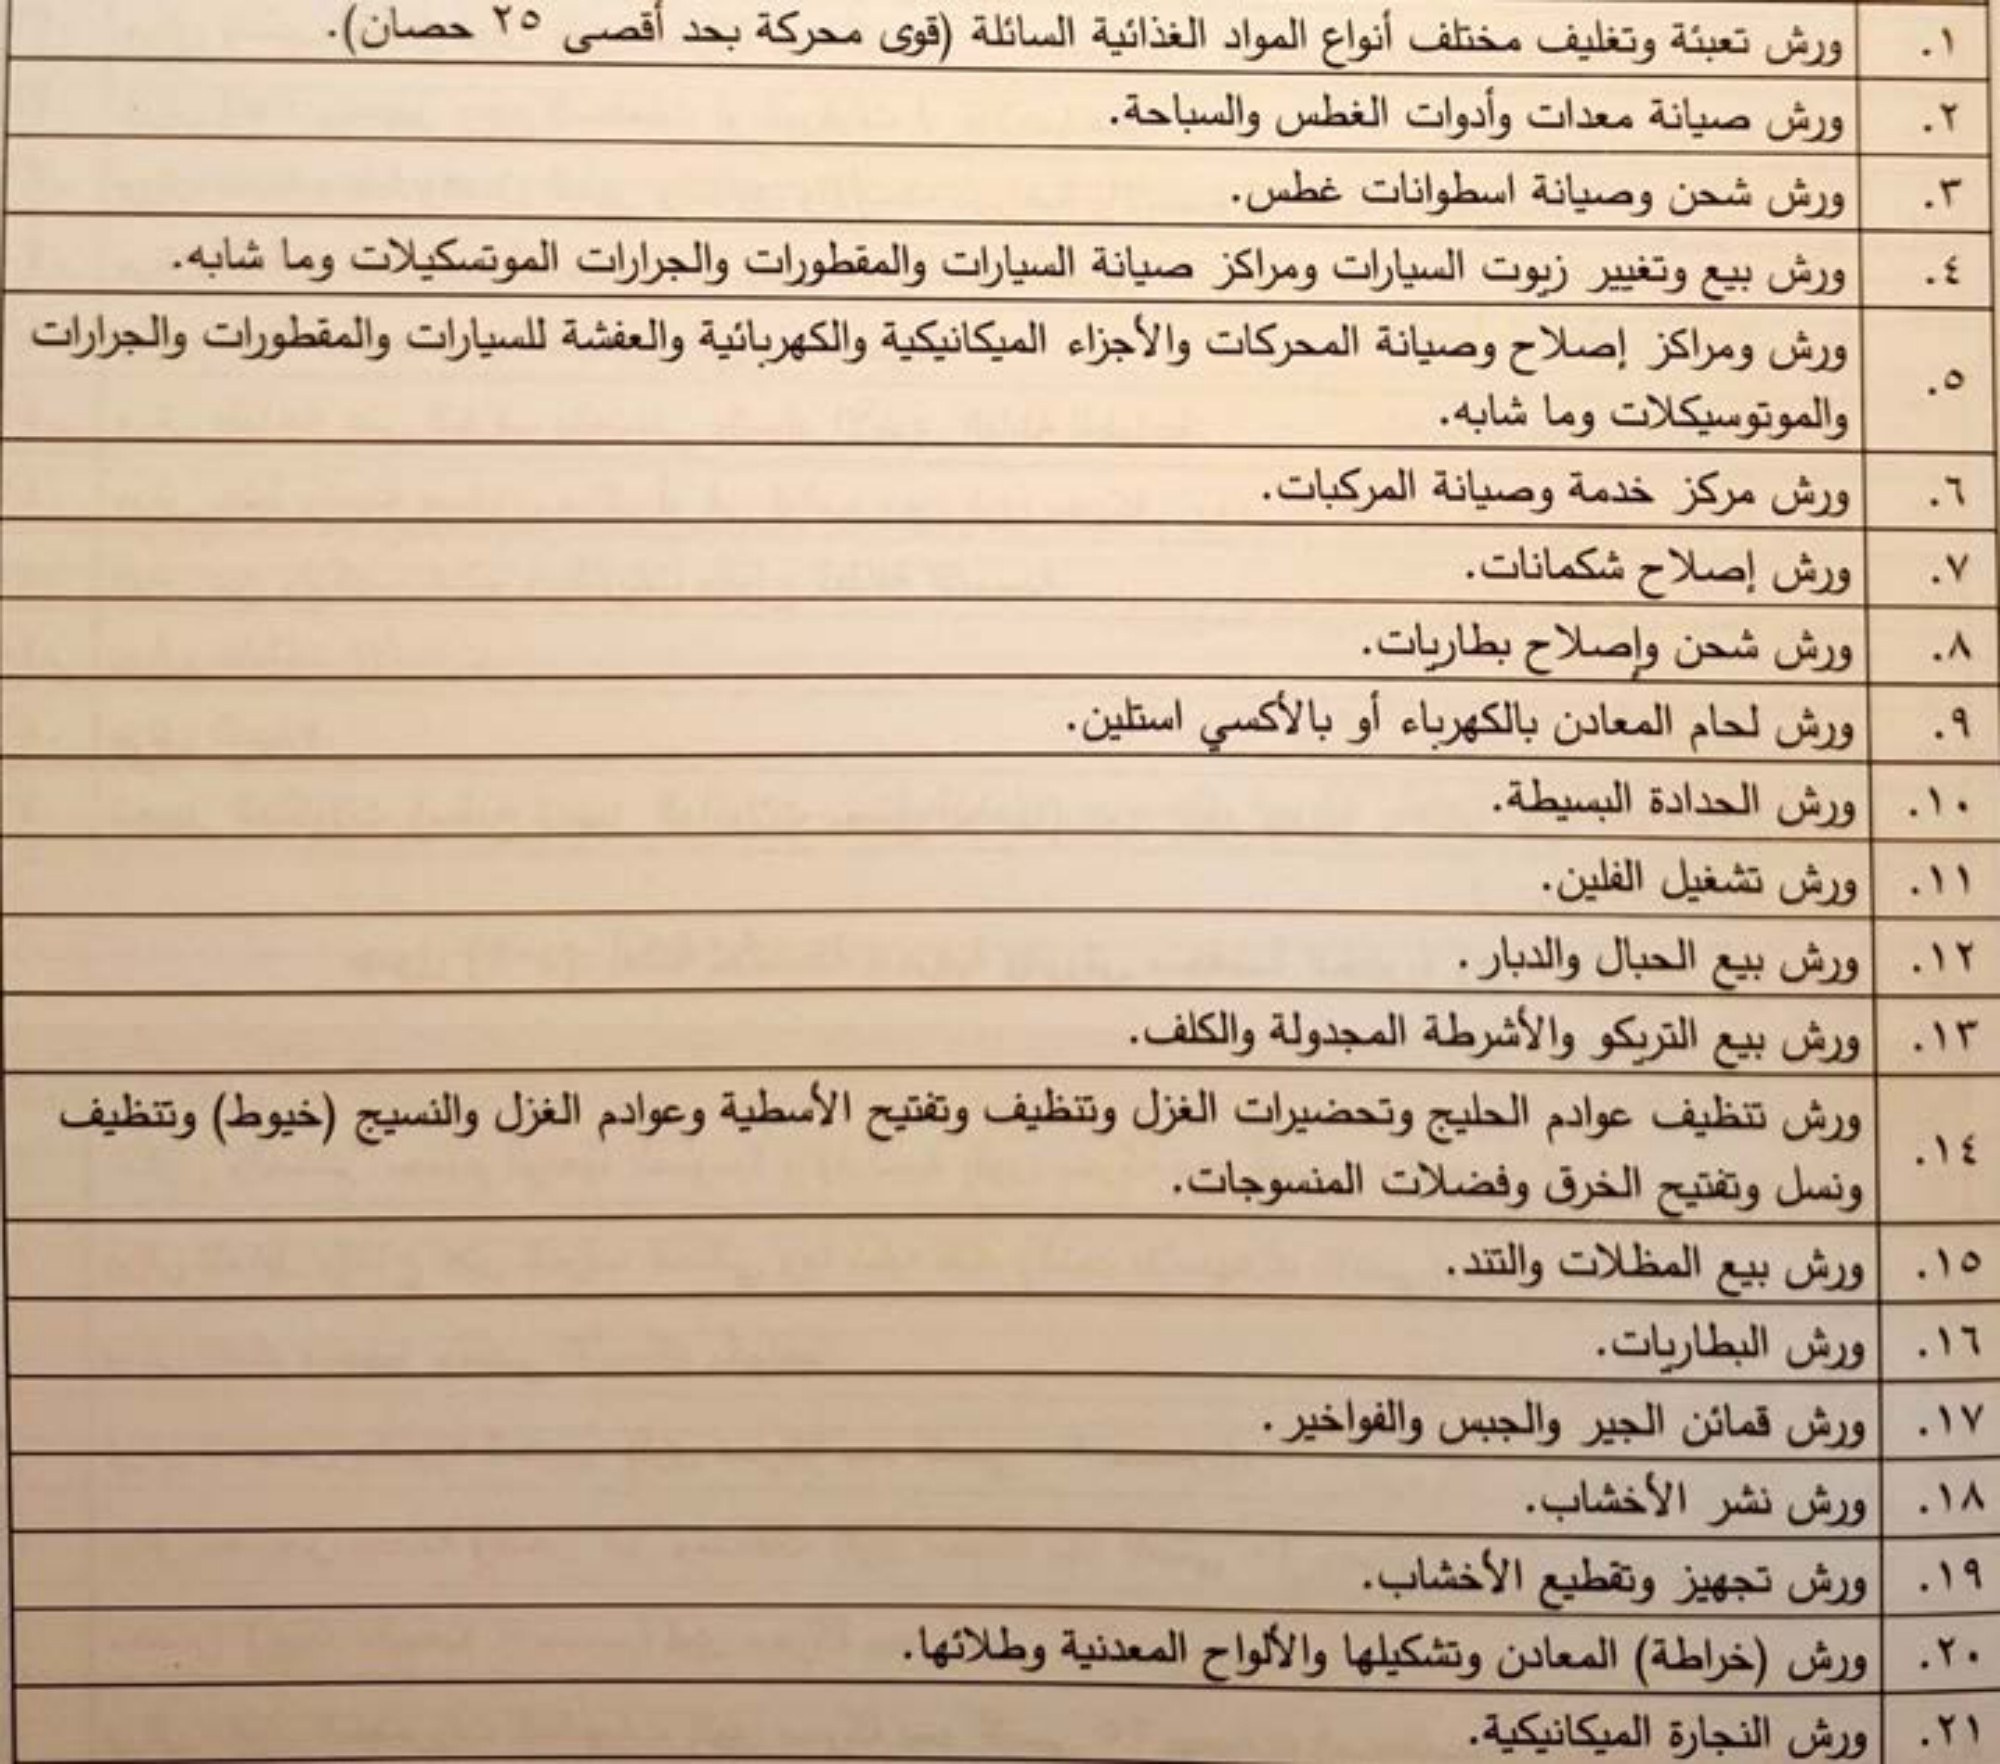 ١. ورش تعبئة وتغليف مختلف أنواع المواد الغذائية السائلة (قوى محركة بحد أقصى ٢٥ حصان).
٢. ورش صيانة معدات وأدوات الغطس والسباحة.
٣. ورش شحن وصيانة اسطوانات غطس.
٤. ورش بيع وتغيير زيوت السيارات ومراكز صيانة السيارات والمقطورات والجرارات الموتسكيلات وما شابه.
٥. ورش ومراكز إصلاح وصيانة المحركات والأجزاء الميكانيكية والكهربائية والعفشة للسيارات والمقطورات والجرارات
والموتوسيكلات وما شابه.
٦. ورش مركز خدمة وصيانة المركبات.
٧. ورش إصلاح شكمانات.
٨. ورش شحن وإصلاح بطاريات.
٩. ورش لحام المعادن بالكهرباء أو بالأكسي استلين.
١٠. ورش الحدادة البسيطة.
١١. ورش تشغيل الفلين.
١٢. ورش بيع الحبال والدبار.
١٣. ورش بيع التريكو والأشرطة المجدولة والكلف.
١٤. ورش تنظيف عوادم الحليج وتحضيرات الغزل وتنظيف وتفتيح الأسطبة وعوادم الغزل والنسيج (خيوط) وتنظيف
ونسل وتفتيح الخرق وفضلات المنسوجات.
١٥. ورش بيع المظلات والتند.
١٦. ورش البطاريات.
١٧. ورش قمائن الجير والجبس والفواخير.
١٨. ورش نشر الأخشاب.
١٩. ورش تجهيز وتقطيع الأخشاب.
٢٠. ورش (خراطة) المعادن وتشكيلها والألواح المعدنية وطلائها.
٢١. ورش النجارة الميكانيكية.